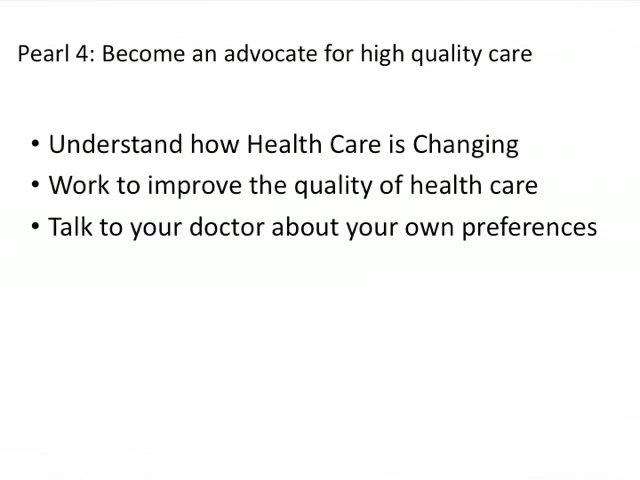 Pearl 4: Become an advocate for high quality care
• Understand how Health Care is Changing
• Work to improve the quality of health care
• Talk to your doctor about your own preferences